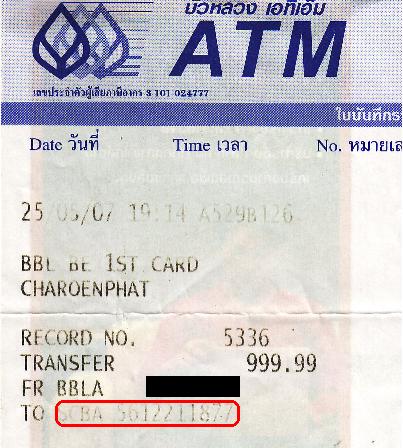 บัวหลวง เอทีเอ็ม
ATM
เลขประจำตัวผู้เสียภาษีอากร 3 101 024777
ใบบันทึกร
Date วันที่ Time เวลา No. หมายเล
25/05/07 19:14 A529B126
BBL BE 1ST CARD
CHAROENPHAT
RECORD NO. 5336
TRANSFER 999.99
FR BBLA
TO SCBA 5612211877